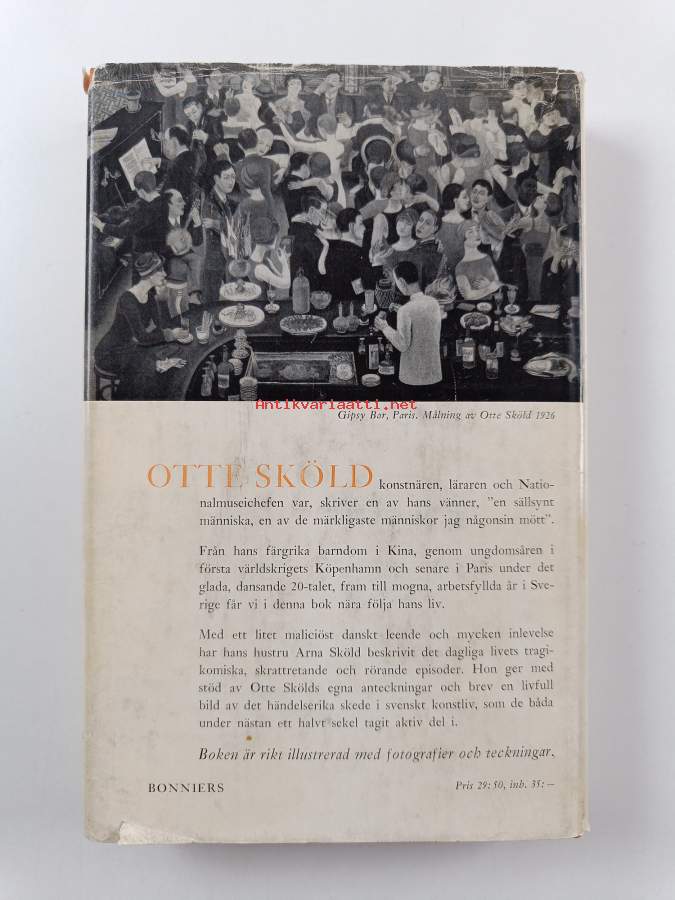 Antikvariaatti.net
Gipsy Bar, Paris. Målning av Otte Sköld 1926
OTTE SKÖLD konstnären, läraren och Natio-
nalmuseichefen var, skriver en av hans vänner, ”en sällsynt
människa, en av de märkligaste människor jag någonsin mött”.
Från hans färgrika barndom i Kina, genom ungdomsåren i
första världskrigets Köpenhamn och senare i Paris under det
glada, dansande 20-talet, fram till mogna, arbetsfyllda år i Sve-
rige får vi i denna bok nära följa hans liv.
Med ett litet maliciöst danskt leende och mycken inlevelse
har hans hustru Arna Sköld beskrivit det dagliga livets tragi-
komiska, skrattretande och rörande episoder. Hon ger med
stöd av Otte Skölds egna anteckningar och brev en livfull
bild av det händelserika skede i svenskt konstliv, som de båda
under nästan ett halvt sekel tagit aktiv del i.
Boken är rikt illustrerad med fotografier och teckningar.
BONNIERS
Pris 29: 50, inb. 35: —